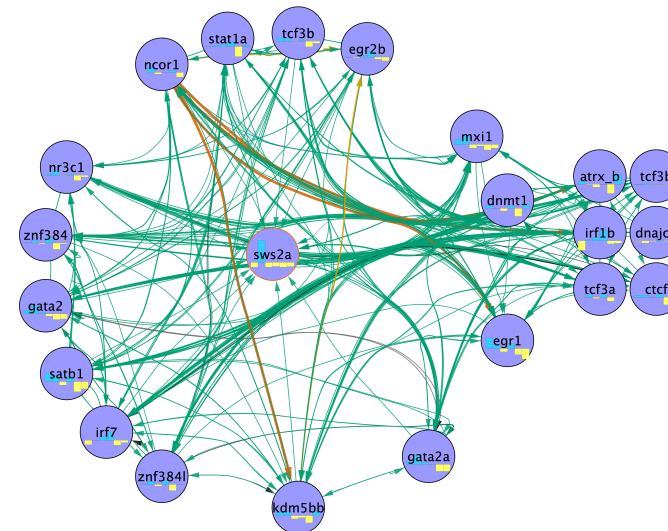 tcf3b
stat1a
egr2b
ncor1
mxi1
nr3c1
atrx_b
tcf3b
dnmt1
znf384
irf1b
dnajc
sws2a
gata2
tcf3a
ctcf
egr1
satb1
irf7
gata2a
znf384l
kdm5bb